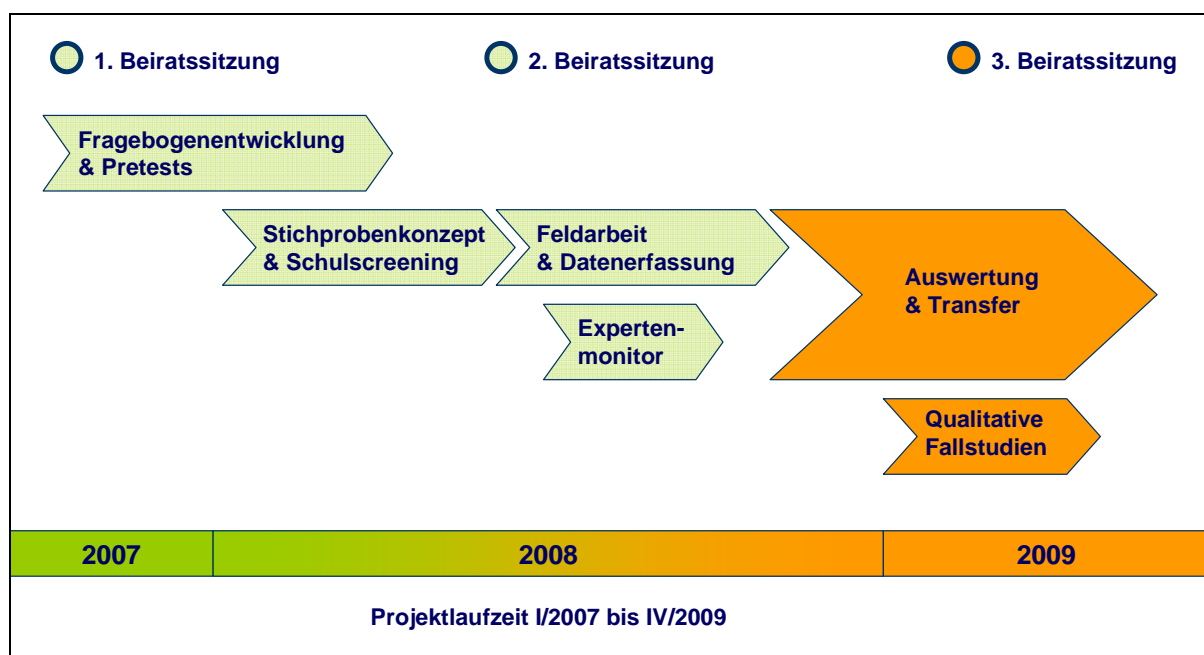 1. Beiratssitzung
2. Beiratssitzung
3. Beiratssitzung
Fragebogenentwicklung
& Pretests
Stichprobenkonzept
& Schulscreening
Feldarbeit
& Datenerfassung
Experten-
monitor
Auswertung
& Transfer
Qualitative
Fallstudien
2007
2008
2009
Projektlaufzeit I/2007 bis IV/2009